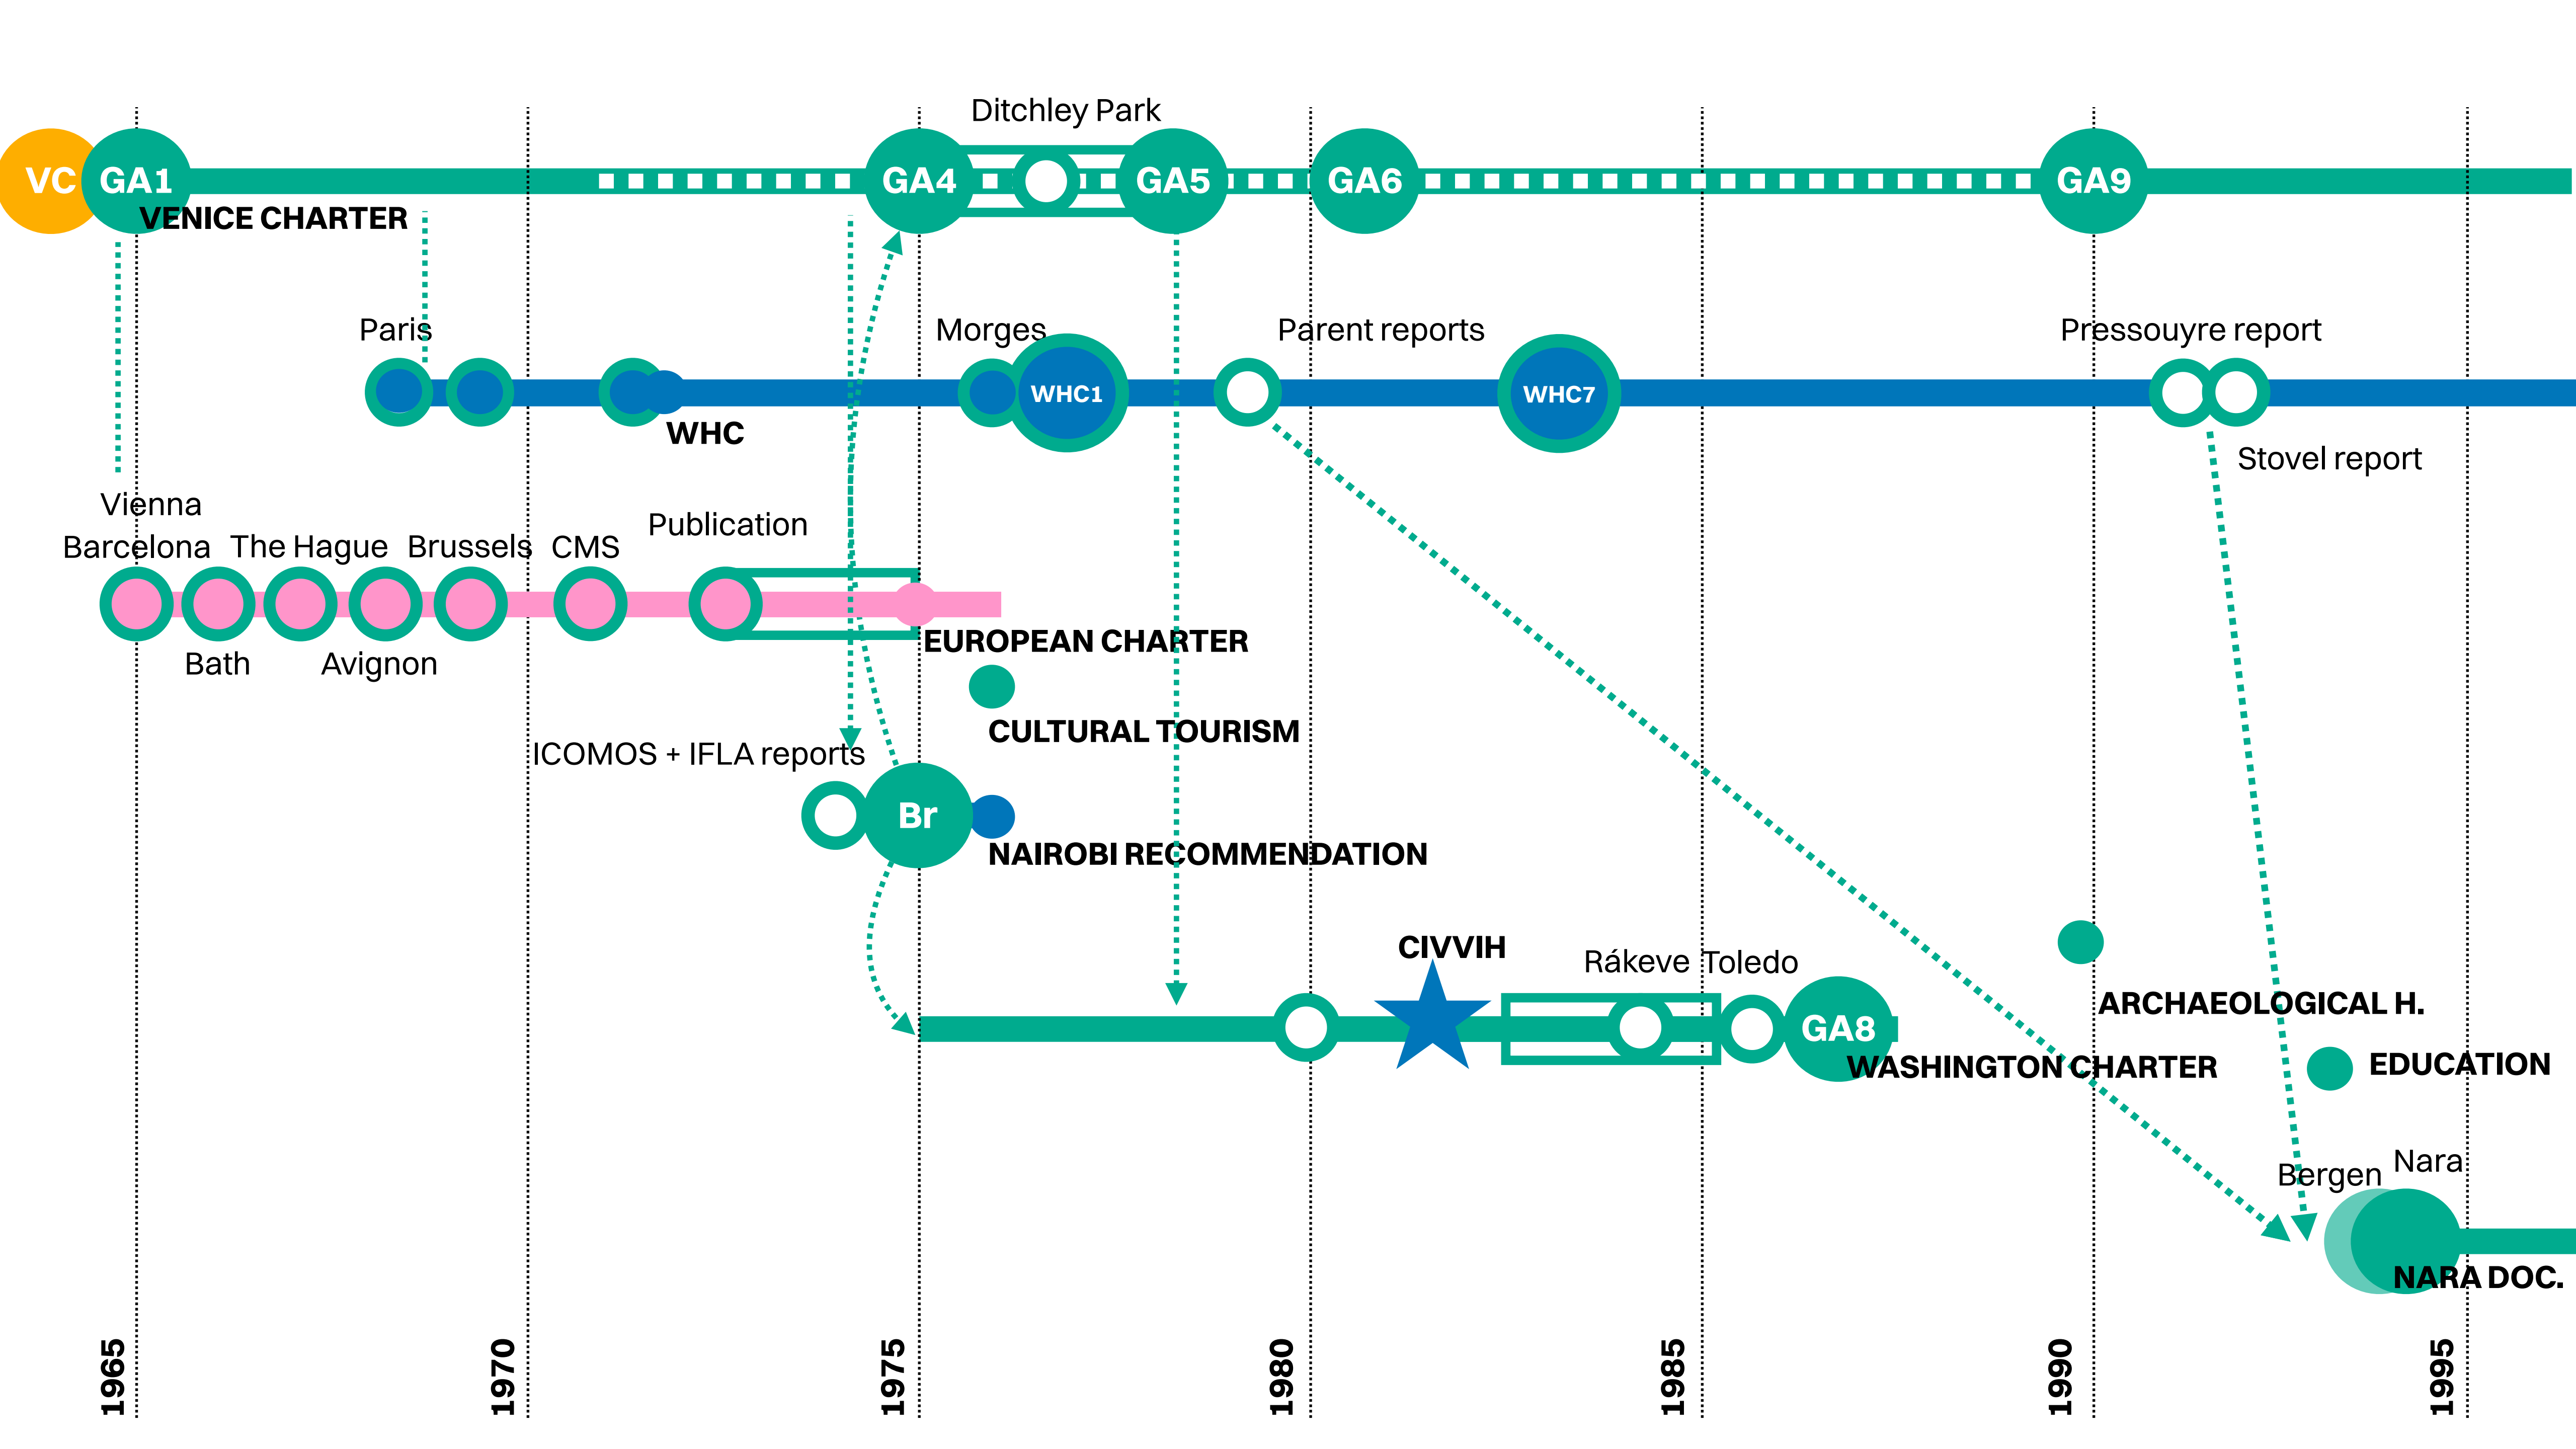 Ditchley Park
VC
GA1
GA4
GA5
GA6
GA9
VENICE CHARTER
Paris
Morges
Parent reports
Pressouyre report
WHC1
WHC7
WHC
Stovel report
Vienna
Barcelona
The Hague
Brussels
CMS
Publication
Bath
Avignon
EUROPEAN CHARTER
CULTURAL TOURISM
ICOMOS + IFLA reports
Br
NAIROBI RECOMMENDATION
CIVVIH
Rákeve
Toledo
GA8
ARCHAEOLOGICAL H.
WASHINGTON CHARTER
EDUCATION
Bergen
Nara
NARA DOC.
1965
1970
1975
1980
1985
1990
1995